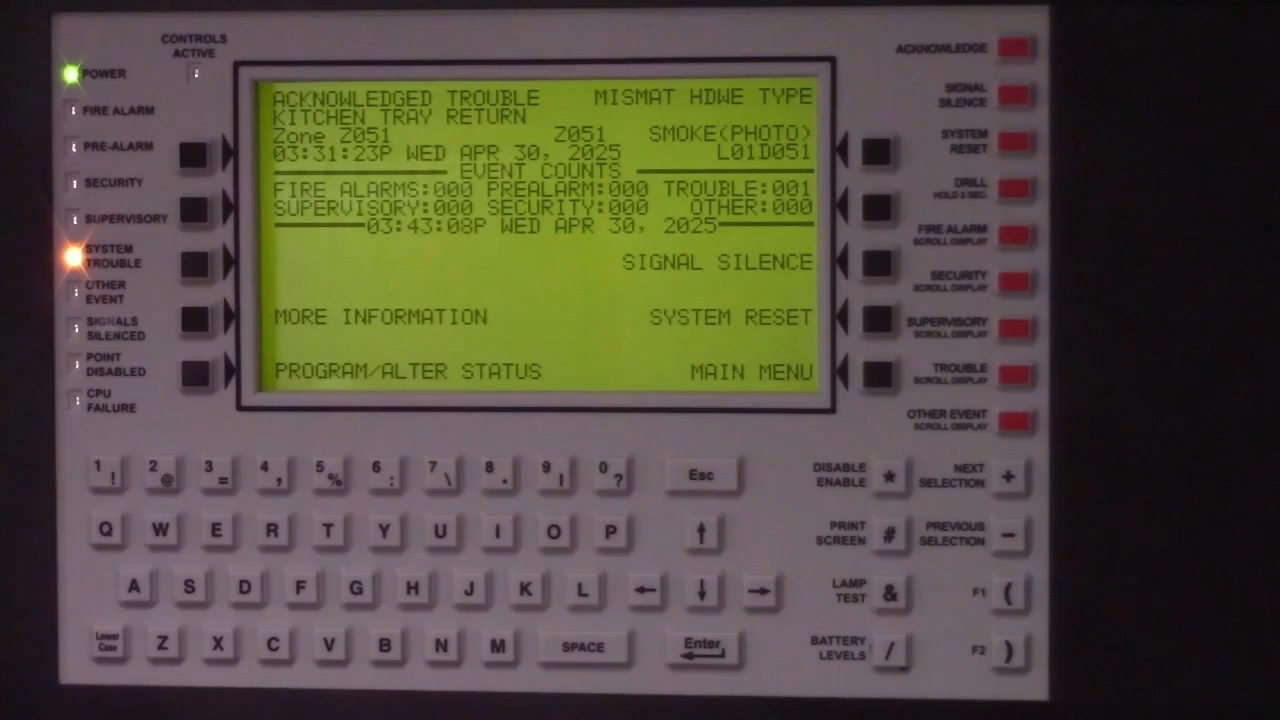 CONTROLS
ACTIVE
POWER
FIRE ALARM
PRE-ALARM
SECURITY
SUPERVISORY
SYSTEM
TROUBLE
OTHER
EVENT
SIGNALS
SILENCED
POINT
DISABLED
CPU
FAILURE
ACKNOWLEDGED TROUBLE MISMAT HDWE TYPE
KITCHEN TRAY RETURN
Zone Z051 Z051 SMOKE(PHOTO)
03:31:23P WED APR 30, 2025 L01D051
EVENT COUNTS
FIRE ALARMS:000 PREALARM:000 TROUBLE:001
SUPERVISORY:000 SECURITY:000 OTHER:000
03:43:08P WED APR 30, 2025
SIGNAL SILENCE
MORE INFORMATION SYSTEM RESET
PROGRAM/ALTER STATUS MAIN MENU
ACKNOWLEDGE
SIGNAL
SILENCE
SYSTEM
RESET
DRILL
HOLD 2 SEC.
FIRE ALARM
SCROLL DISPLAY
SECURITY
SCROLL DISPLAY
SUPERVISORY
SCROLL DISPLAY
TROUBLE
SCROLL DISPLAY
OTHER EVENT
SCROLL DISPLAY
1 ! 2 @ 3 = 4 , 5 % 6 : 7 \ 8 . 9 | 0 ? Esc
Q W E R T Y U I O P ↑
A S D F G H J K L ← ↓ →
Lower
Case Z X C V B N M SPACE Enter
DISABLE
ENABLE * NEXT
SELECTION +
PRINT
SCREEN # PREVIOUS
SELECTION −
LAMP
TEST & F1 (
BATTERY
LEVELS / F2 )